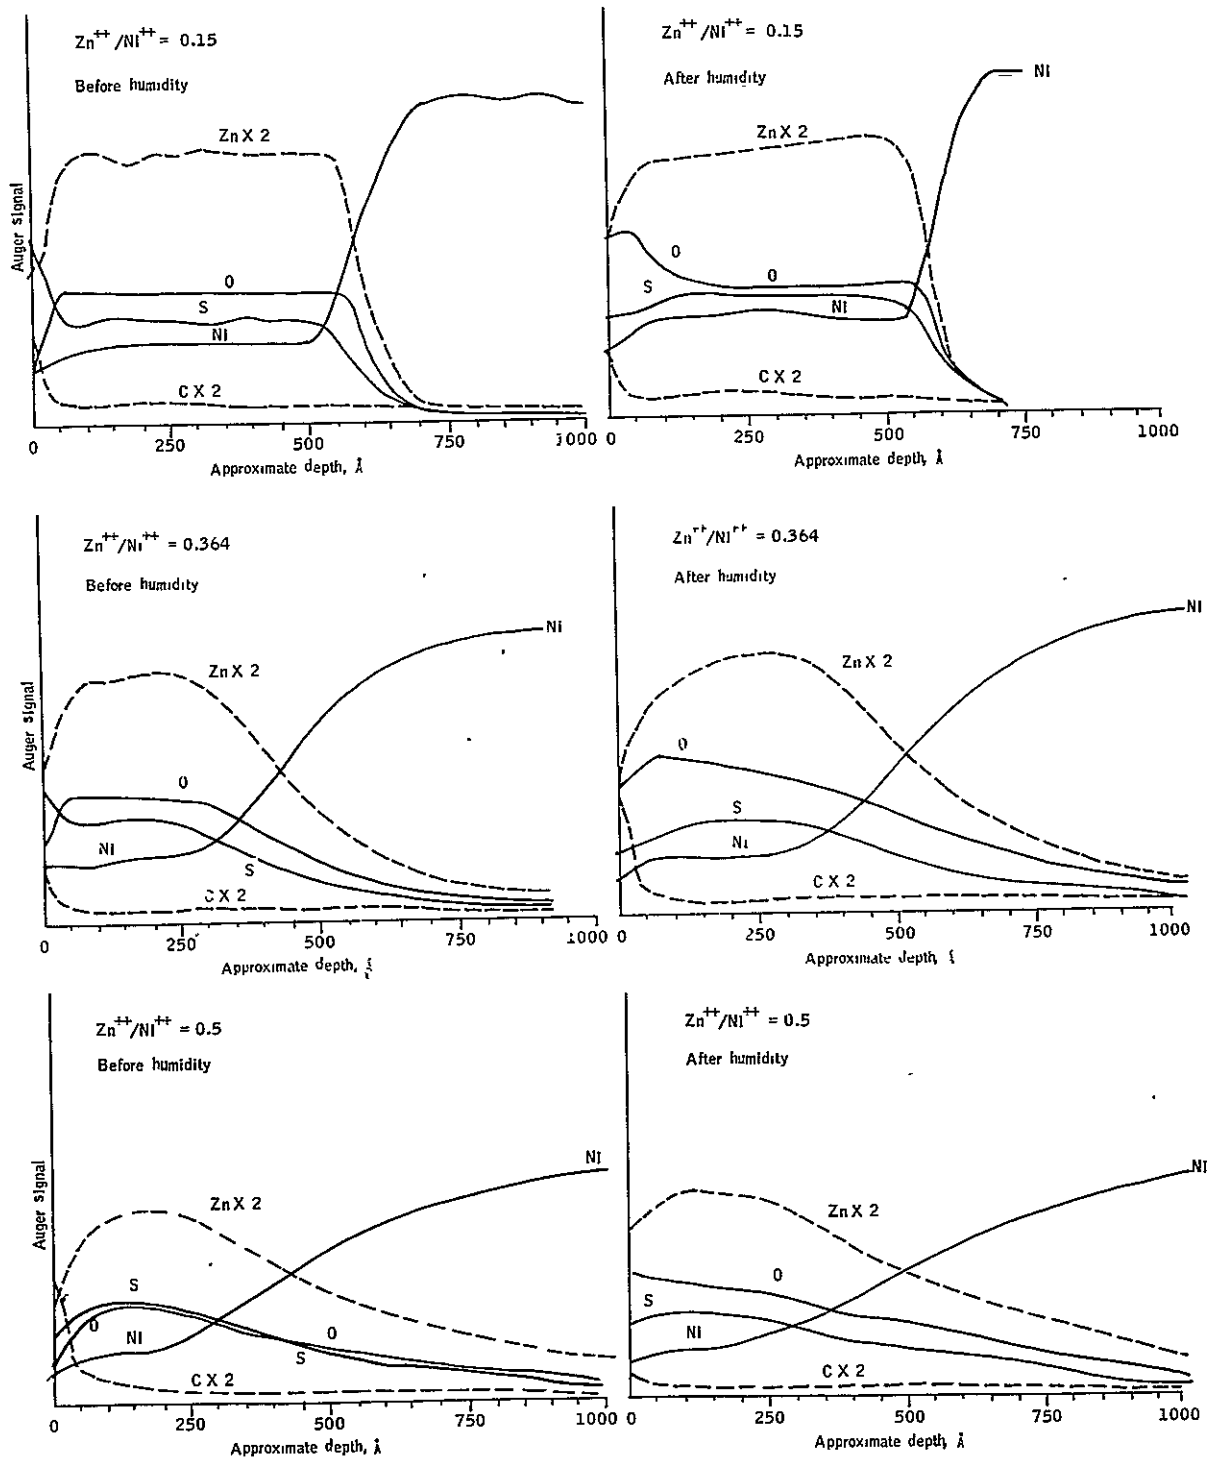 Zn++/Ni++ = 0.15
Before humidity
Auger signal
Zn X 2
O
S
Ni
C X 2
0 250 500 750 1000
Approximate depth, Å
Zn++/Ni++ = 0.15
After humidity
Ni
Zn X 2
O
O
S
Ni
C X 2
0 250 500 750 1000
Approximate depth, Å
Zn++/Ni++ = 0.364
Before humidity
Auger signal
Ni
Zn X 2
O
Ni
S
C X 2
0 250 500 750 1000
Approximate depth,
Zn++/Ni++ = 0.364
After humidity
Ni
Zn X 2
O
S
Ni
C X 2
0 250 500 750 1000
Approximate depth,
Zn++/Ni++ = 0.5
Before humidity
Auger signal
Ni
Zn X 2
S
O
Ni
O
S
C X 2
0 250 500 750 1000
Approximate depth, Å
Zn++/Ni++ = 0.5
After humidity
Ni
Zn X 2
O
S
Ni
C X 2
0 250 500 750 1000
Approximate depth, Å